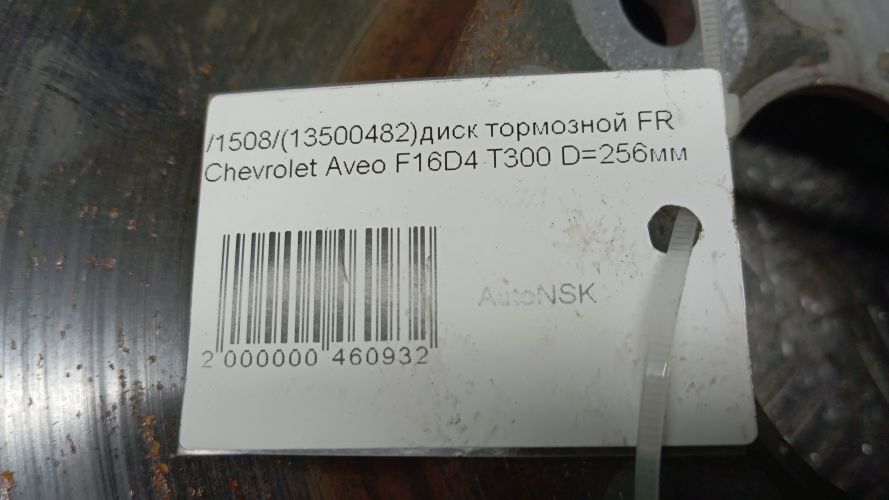 /1508/(13500482)диск тормозной FR
Chevrolet Aveo F16D4 T300 D=256мм
AutoNSK
2 000000 460932